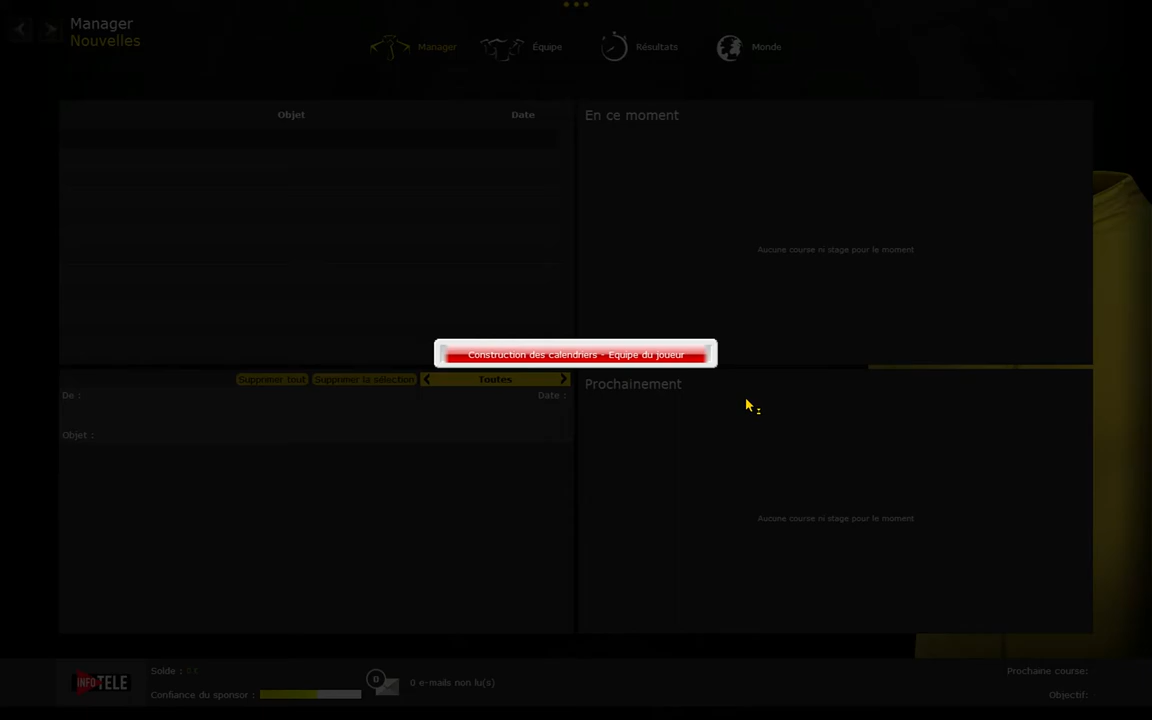 Manager
Nouvelles
Manager
Équipe
Résultats
Monde
Objet Date
En ce moment
Aucune course ni stage pour le moment
Construction des calendriers - Equipe du joueur
Supprimer tout Supprimer la sélection Toutes
Prochainement
De : Date :
Objet :
Aucune course ni stage pour le moment
INFO TELE
Solde : 0 €
Confiance du sponsor :
0
0 e-mails non lu(s)
Prochaine course:
Objectif: